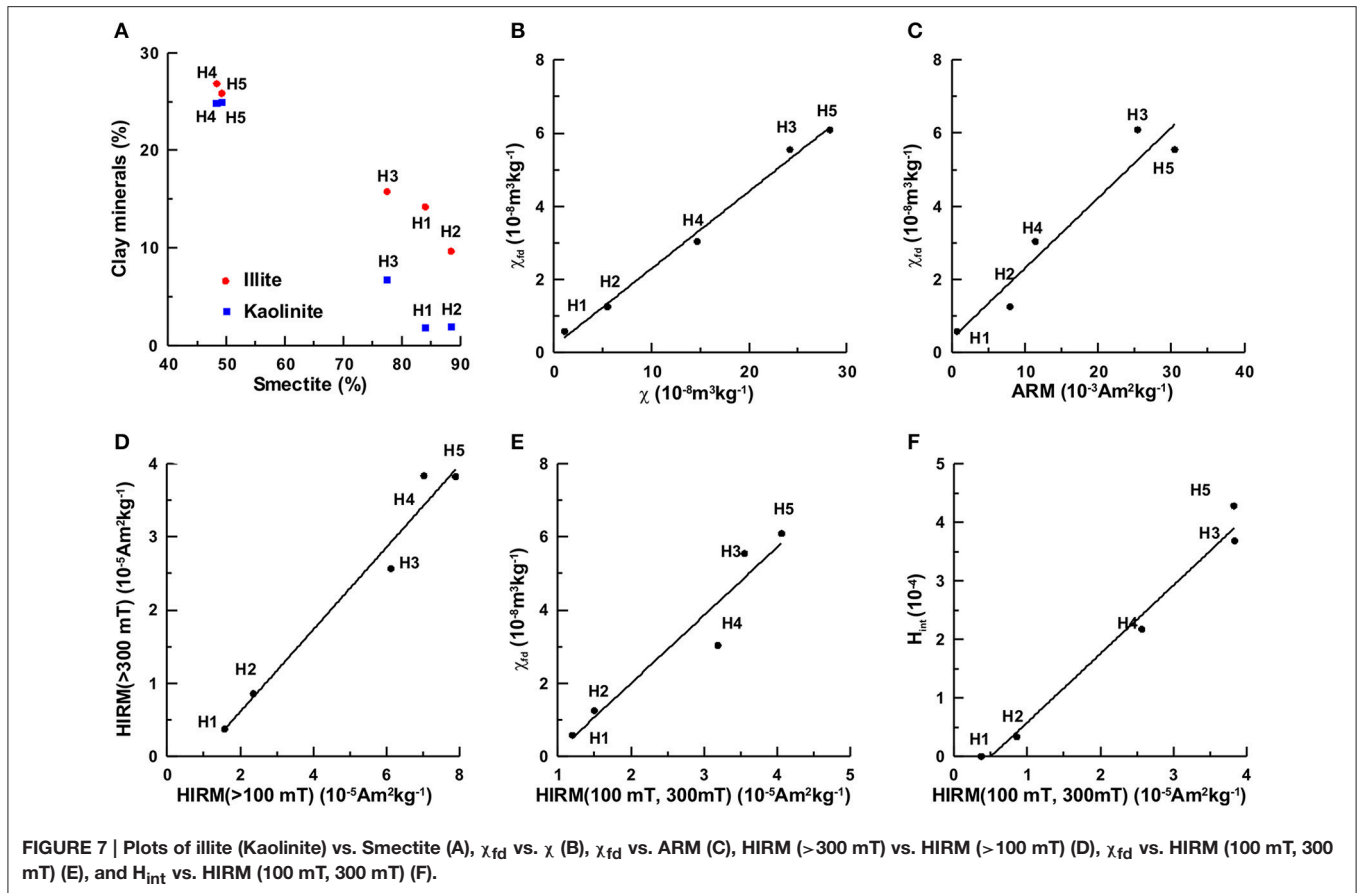 A
30
20
10
0
Clay minerals (%)
H4
H5
H4
H5
H3
H1
H2
H3
H1
H2
Illite
Kaolinite
40 50 60 70 80 90
Smectite (%)
B
8
6
4
2
0
χfd (10⁻⁸m³kg⁻¹)
H5
H3
H4
H2
H1
0 10 20 30
χ (10⁻⁸m³kg⁻¹)
C
8
6
4
2
0
χfd (10⁻⁸m³kg⁻¹)
H3
H5
H4
H2
H1
0 10 20 30 40
ARM (10⁻³Am²kg⁻¹)
D
4
3
2
1
0
HIRM(>300 mT) (10⁻⁵Am²kg⁻¹)
H5
H4
H3
H2
H1
0 2 4 6 8
HIRM(>100 mT) (10⁻⁵Am²kg⁻¹)
E
8
6
4
2
0
χfd (10⁻⁸m³kg⁻¹)
H5
H3
H4
H2
H1
1 2 3 4 5
HIRM(100 mT, 300mT) (10⁻⁵Am²kg⁻¹)
F
5
4
3
2
1
0
Hint (10⁻⁴)
H5
H3
H4
H2
H1
0 1 2 3 4
HIRM(100 mT, 300mT) (10⁻⁵Am²kg⁻¹)
FIGURE 7 | Plots of illite (Kaolinite) vs. Smectite (A), χfd vs. χ (B), χfd vs. ARM (C), HIRM (>300 mT) vs. HIRM (>100 mT) (D), χfd vs. HIRM (100 mT, 300
mT) (E), and Hint vs. HIRM (100 mT, 300 mT) (F).